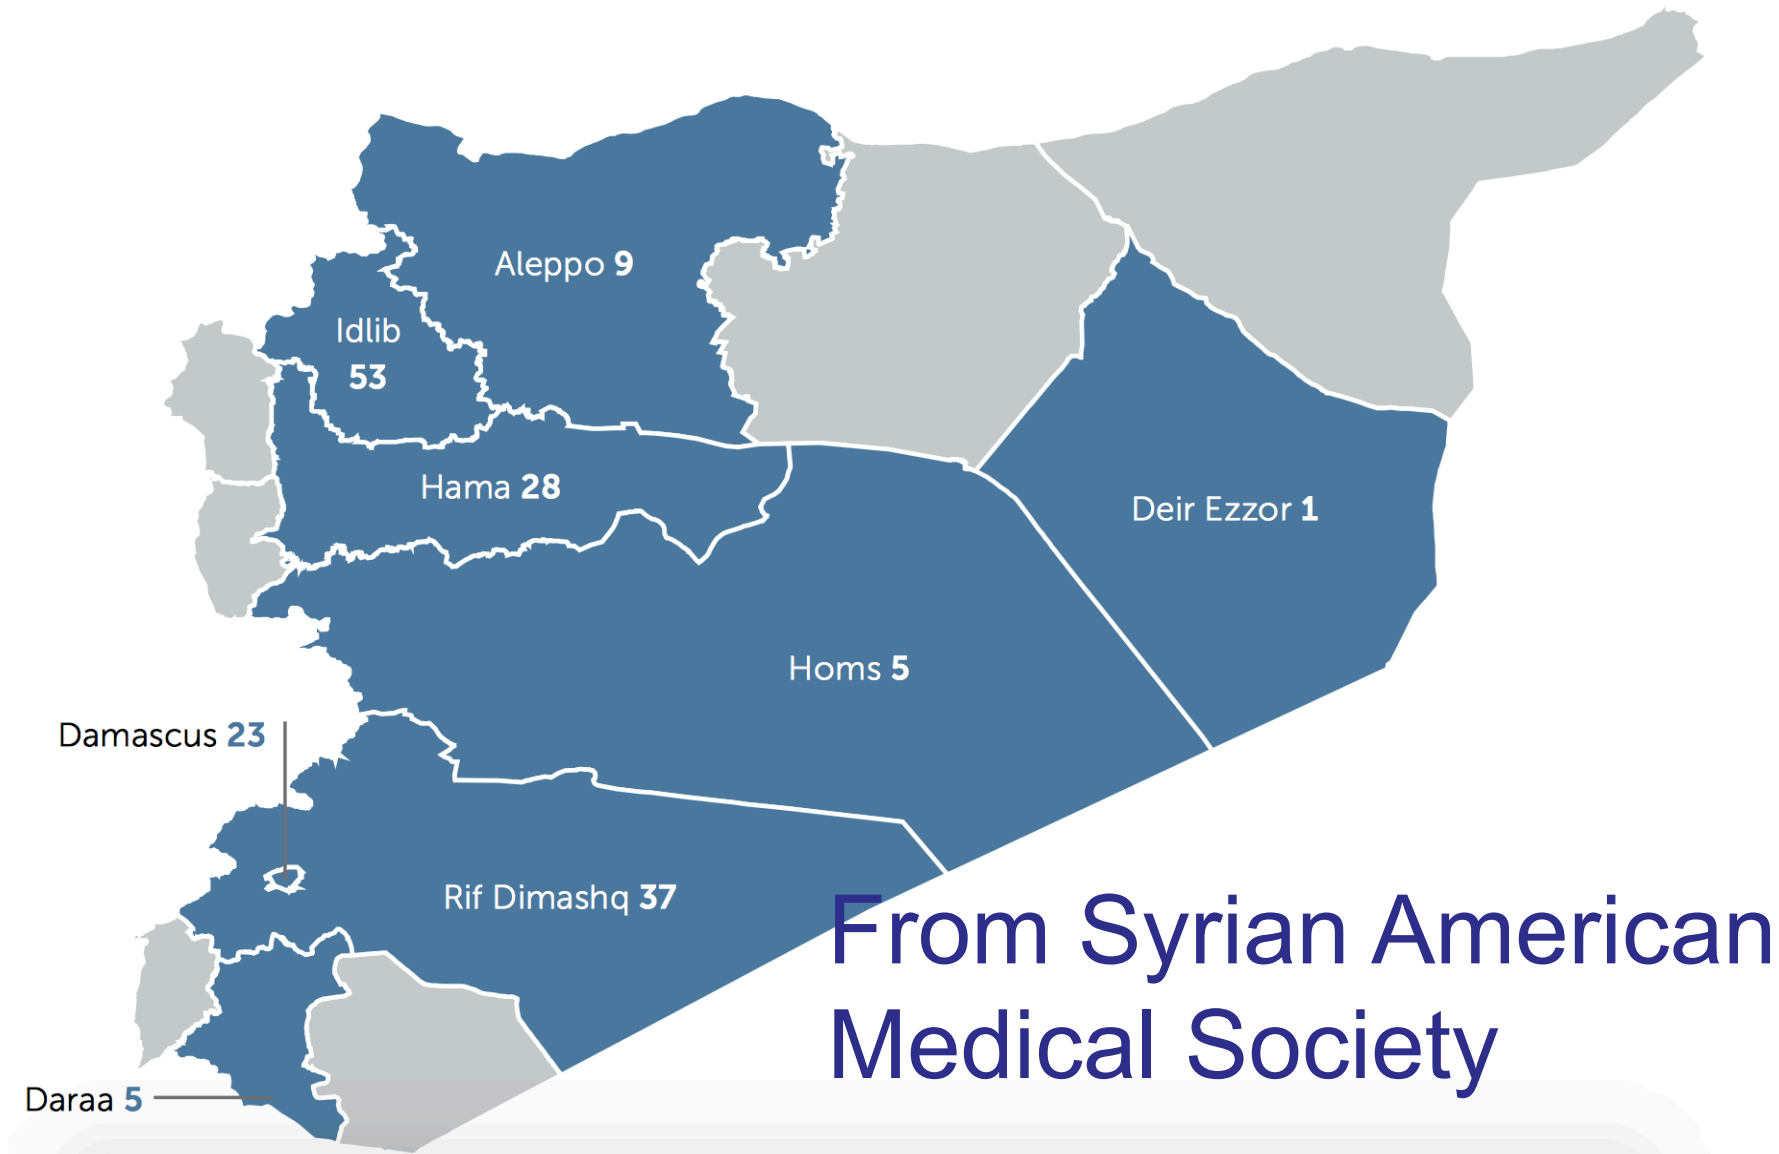 Aleppo 9
Idlib
53
Hama 28
Deir Ezzor 1
Homs 5
Damascus 23
Rif Dimashq 37
From Syrian American
Medical Society
Daraa 5